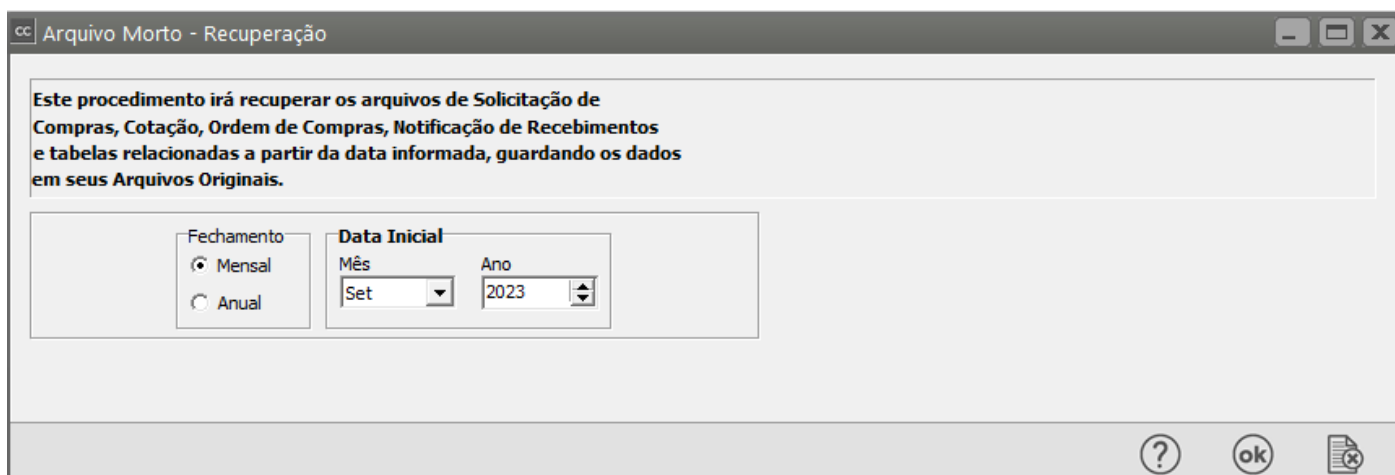 cc Arquivo Morto - Recuperação
Este procedimento irá recuperar os arquivos de Solicitação de
Compras, Cotação, Ordem de Compras, Notificação de Recebimentos
e tabelas relacionadas a partir da data informada, guardando os dados
em seus Arquivos Originais.
Fechamento
Mensal
Anual
Data Inicial
Mês
Ano
Set
2023
?
ok